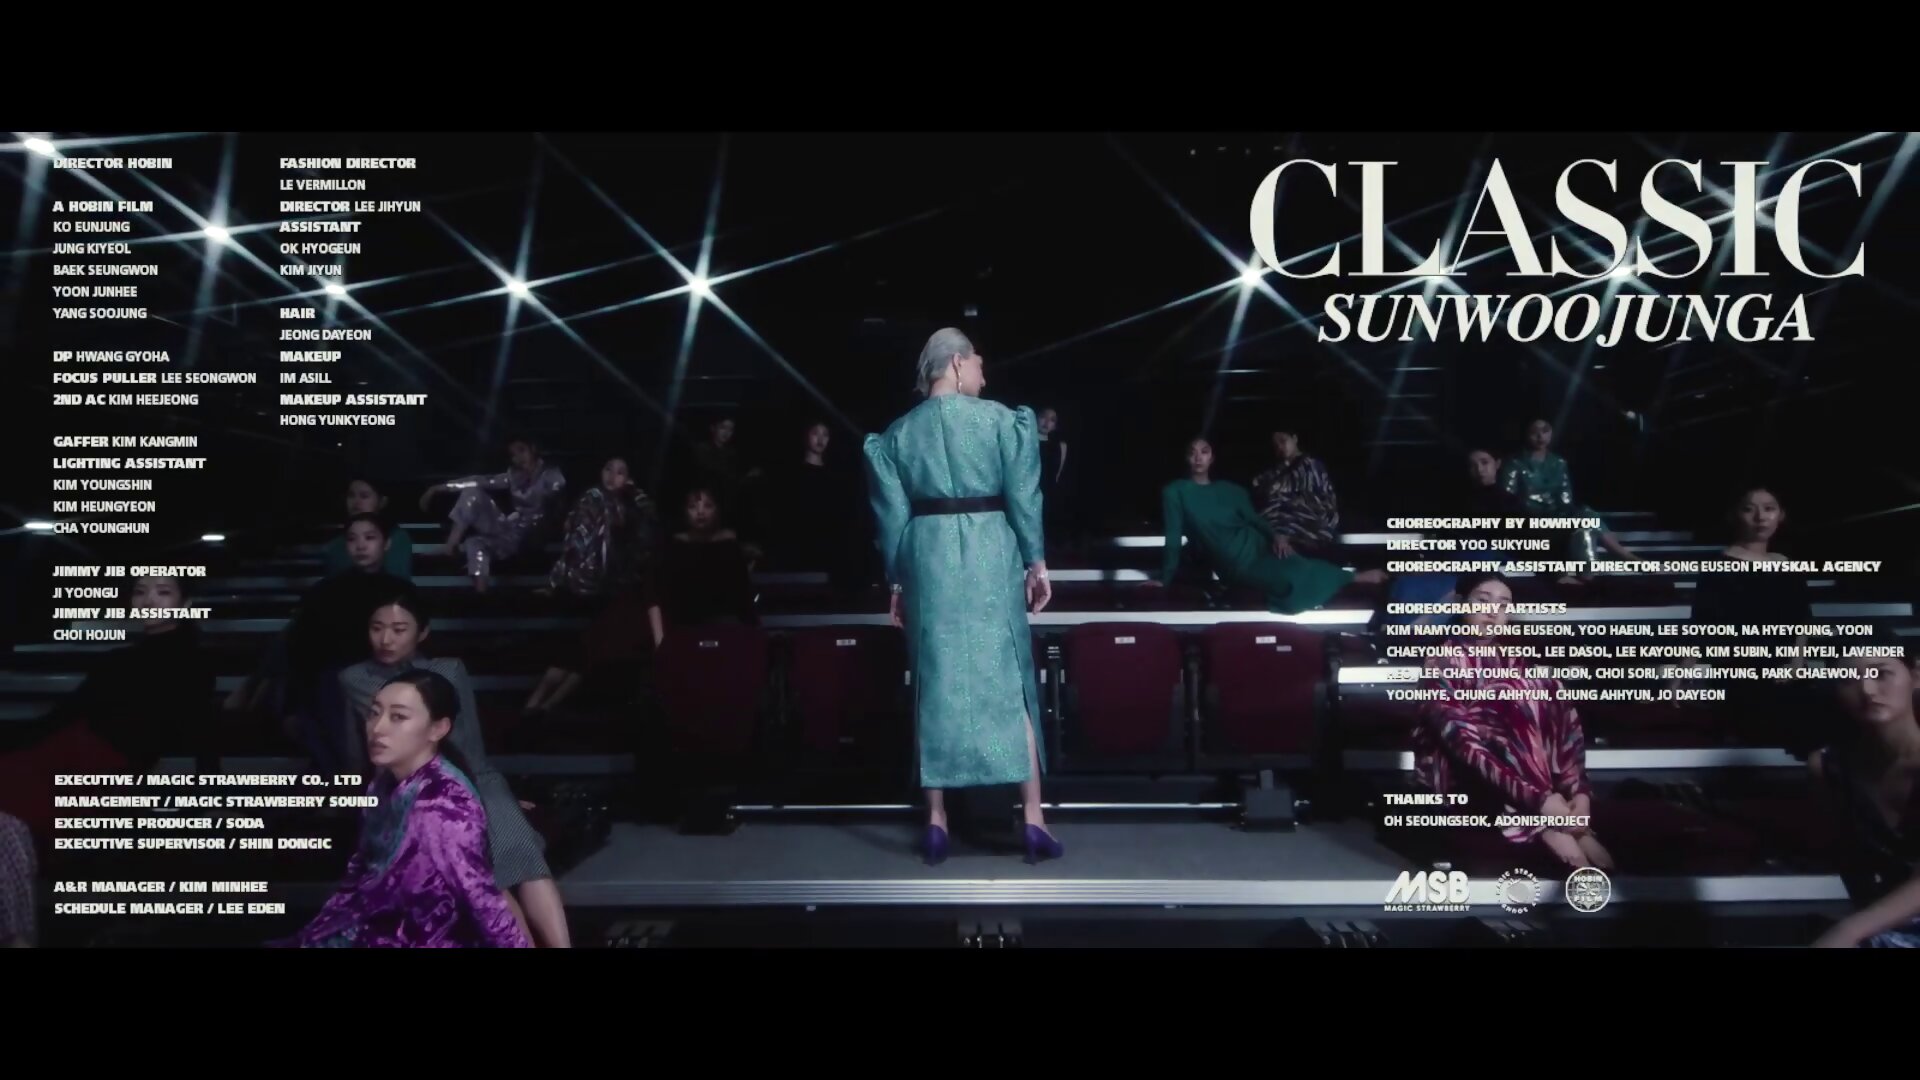 DIRECTOR HOBIN
A HOBIN FILM
KO EUNJUNG
JUNG KIYEOL
BAEK SEUNGWON
YOON JUNHEE
YANG SOOJUNG
DP HWANG GYOHA
FOCUS PULLER LEE SEONGWON
2ND AC KIM HEEJEONG
GAFFER KIM KANGMIN
LIGHTING ASSISTANT
KIM YOUNGSHIN
KIM HEUNGYEON
CHA YOUNGHUN
JIMMY JIB OPERATOR
JI YOONGU
JIMMY JIB ASSISTANT
CHOI HOJUN
EXECUTIVE / MAGIC STRAWBERRY CO., LTD
MANAGEMENT / MAGIC STRAWBERRY SOUND
EXECUTIVE PRODUCER / SODA
EXECUTIVE SUPERVISOR / SHIN DONGIC
A&R MANAGER / KIM MINHEE
SCHEDULE MANAGER / LEE EDEN
FASHION DIRECTOR
LE VERMILLON
DIRECTOR LEE JIHYUN
ASSISTANT
OK HYOGEUN
KIM JIYUN
HAIR
JEONG DAYEON
MAKEUP
IM ASILL
MAKEUP ASSISTANT
HONG YUNKYEONG
CLASSIC
SUNWOOJUNGA
CHOREOGRAPHY BY HOWHYOU
DIRECTOR YOO SUKYUNG
CHOREOGRAPHY ASSISTANT DIRECTOR SONG EUSEON PHYSKAL AGENCY
CHOREOGRAPHY ARTISTS
KIM NAMYOON, SONG EUSEON, YOO HAEUN, LEE SOYOON, NA HYEYOUNG, YOON
CHAEYOUNG, SHIN YESOL, LEE DASOL, LEE KAYOUNG, KIM SUBIN, KIM HYEJI, LAVENDER
HEO, LEE CHAEYOUNG, KIM JIOON, CHOI SORI, JEONG JIHYUNG, PARK CHAEWON, JO
YOONHYE, CHUNG AHHYUN, CHUNG AHHYUN, JO DAYEON
THANKS TO
OH SEOUNGSEOK, ADONISPROJECT
MSB
MAGIC STRAWBERRY
HOBIN
FILM